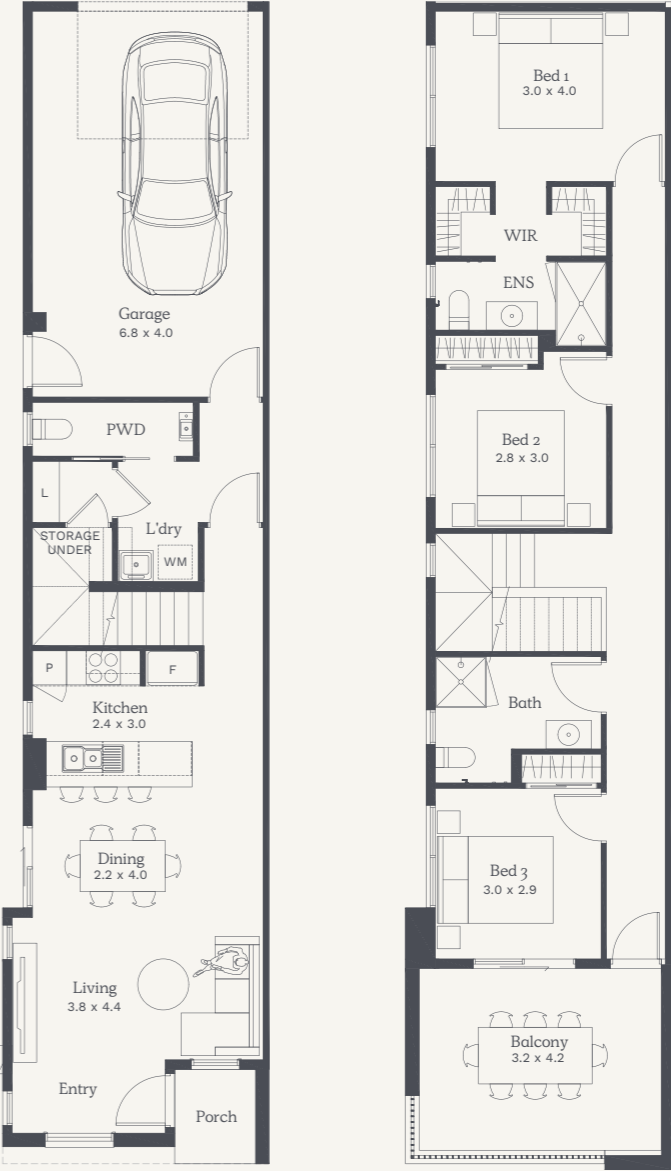 Garage
6.8 x 4.0
PWD
L
L'dry
STORAGE
UNDER
WM
P
F
Kitchen
2.4 x 3.0
Dining
2.2 x 4.0
Living
3.8 x 4.4
Entry
Porch
Bed 1
3.0 x 4.0
WIR
ENS
Bed 2
2.8 x 3.0
Bath
Bed 3
3.0 x 2.9
Balcony
3.2 x 4.2